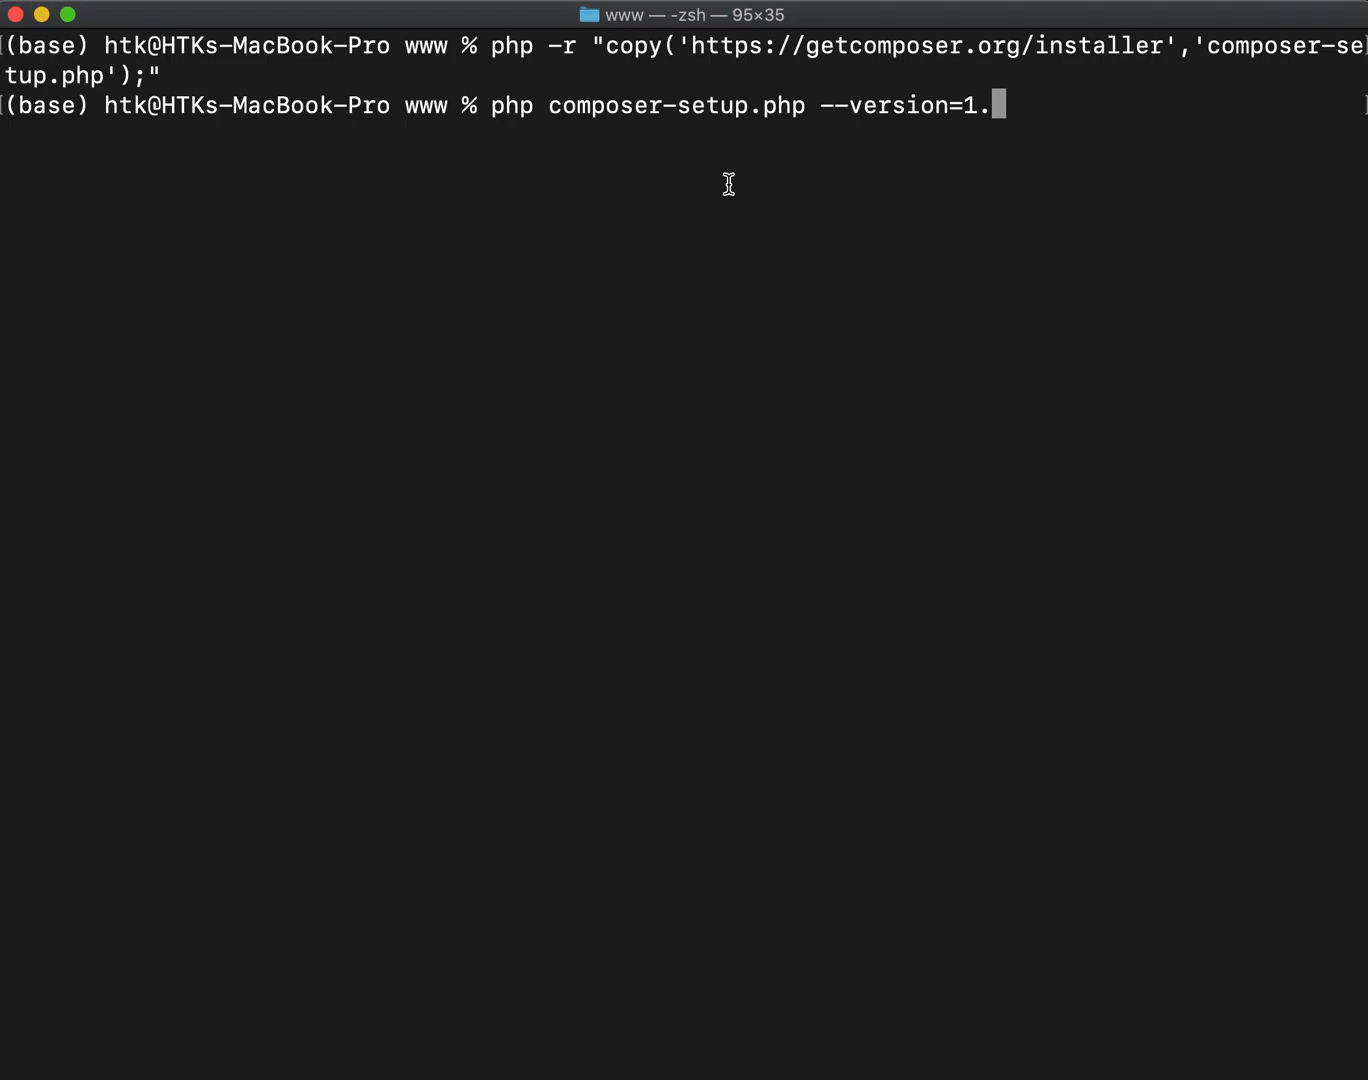 www — -zsh — 95×35
(base) htk@HTKs-MacBook-Pro www % php -r "copy('https://getcomposer.org/installer','composer-se
tup.php');"
(base) htk@HTKs-MacBook-Pro www % php composer-setup.php --version=1.